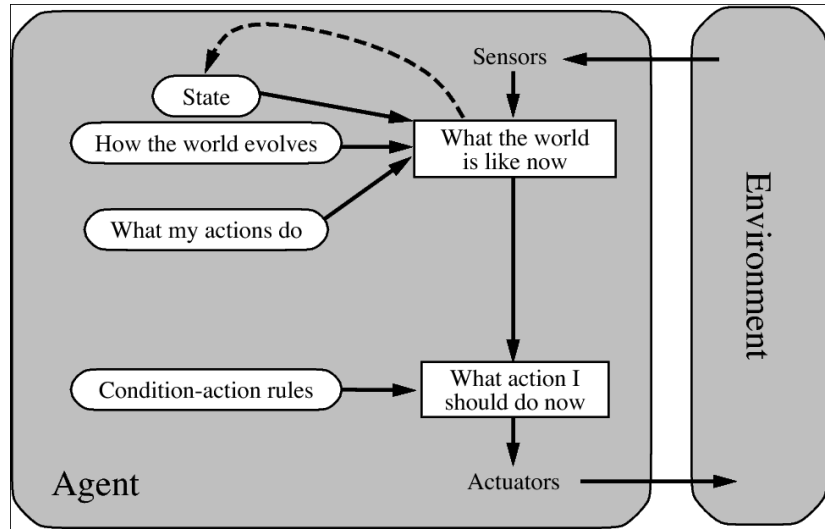 Sensors
State
What the world
is like now
How the world evolves
What my actions do
Environment
Condition-action rules
What action I
should do now
Agent
Actuators